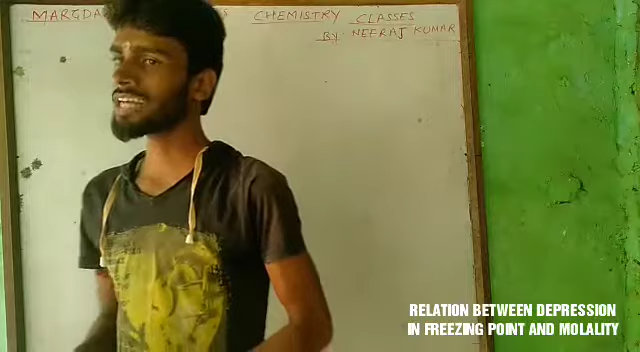 CHEMISTRY CLASSES
BY NEERAJ KUMAR
RELATION BETWEEN DEPRESSION
IN FREEZING POINT AND MOLALITY